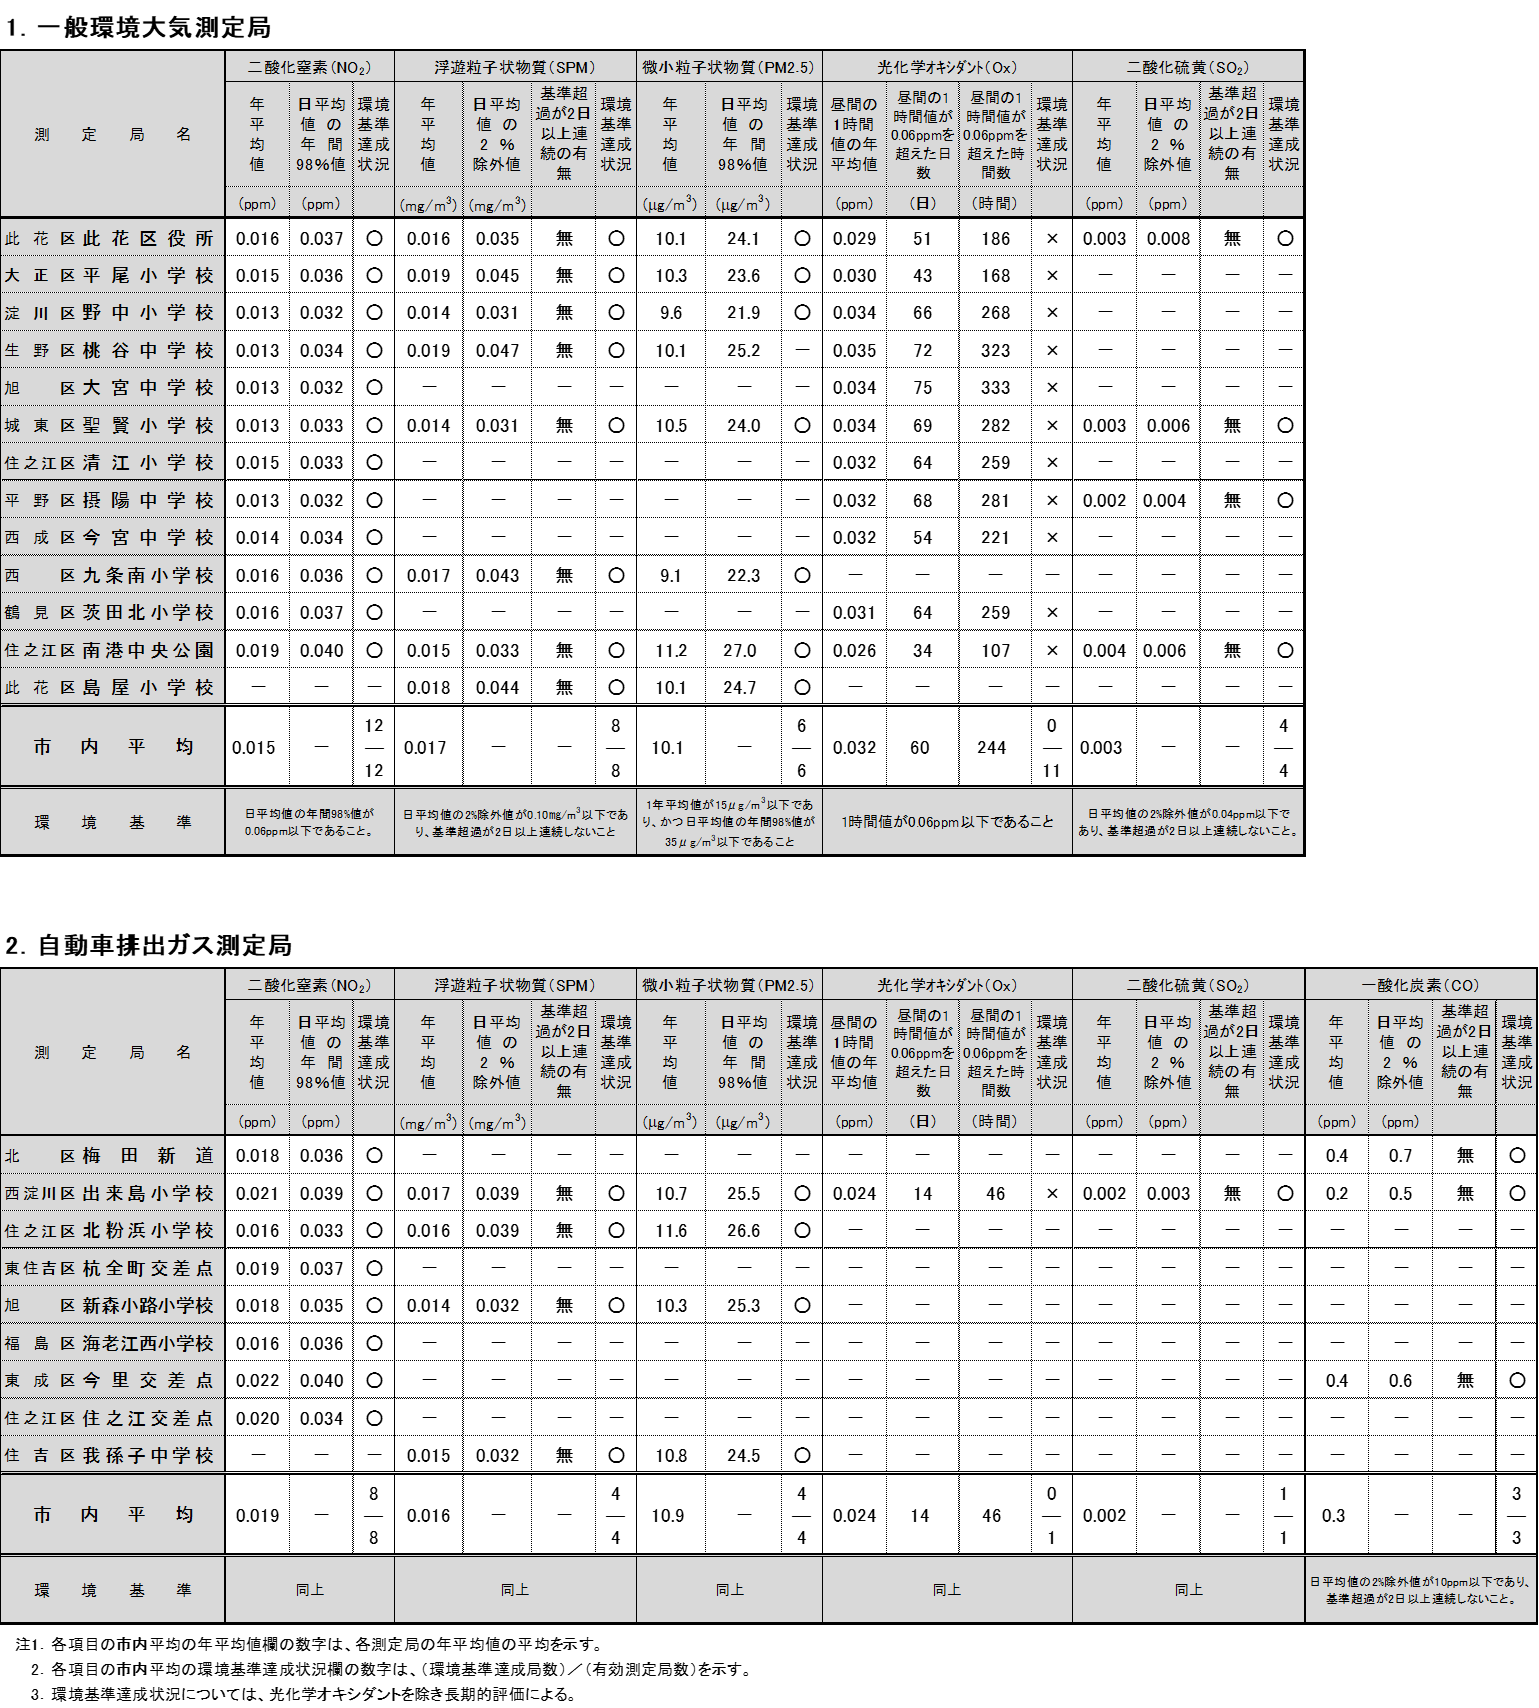 1. 一般環境大気測定局
測定局名 二酸化窒素(NO₂) 浮遊粒子状物質(SPM) 微小粒子状物質(PM2.5) 光化学オキシダント(Ox) 二酸化硫黄(SO₂)
年平均値 日平均値の年間98%値 環境基準達成状況 年平均値 日平均値の2%除外値 基準超過が2日以上連続の有無 環境基準達成状況 年平均値 日平均値の年間98%値 環境基準達成状況 昼間の1時間値の年平均値 昼間の1時間値が0.06ppmを超えた日数 昼間の1時間値が0.06ppmを超えた時間数 環境基準達成状況 年平均値 日平均値の2%除外値 基準超過が2日以上連続の有無 環境基準達成状況
(ppm) (ppm) (mg/m³) (mg/m³) (μg/m³) (μg/m³) (ppm) (日) (時間) (ppm) (ppm)
此花区此花区役所 0.016 0.037 ○ 0.016 0.035 無 ○ 10.1 24.1 ○ 0.029 51 186 × 0.003 0.008 無 ○
大正区平尾小学校 0.015 0.036 ○ 0.019 0.045 無 ○ 10.3 23.6 ○ 0.030 43 168 × － － － －
淀川区野中小学校 0.013 0.032 ○ 0.014 0.031 無 ○ 9.6 21.9 ○ 0.034 66 268 × － － － －
生野区桃谷中学校 0.013 0.034 ○ 0.019 0.047 無 ○ 10.1 25.2 － 0.035 72 323 × － － － －
旭区大宮中学校 0.013 0.032 ○ － － － － － － － 0.034 75 333 × － － － －
城東区聖賢小学校 0.013 0.033 ○ 0.014 0.031 無 ○ 10.5 24.0 ○ 0.034 69 282 × 0.003 0.006 無 ○
住之江区清江小学校 0.015 0.033 ○ － － － － － － － 0.032 64 259 × － － － －
平野区摂陽中学校 0.013 0.032 ○ － － － － － － － 0.032 68 281 × 0.002 0.004 無 ○
西成区今宮中学校 0.014 0.034 ○ － － － － － － － 0.032 54 221 × － － － －
西区九条南小学校 0.016 0.036 ○ 0.017 0.043 無 ○ 9.1 22.3 ○ － － － － － － － －
鶴見区茨田北小学校 0.016 0.037 ○ － － － － － － － 0.031 64 259 × － － － －
住之江区南港中央公園 0.019 0.040 ○ 0.015 0.033 無 ○ 11.2 27.0 ○ 0.026 34 107 × 0.004 0.006 無 ○
此花区島屋小学校 － － － 0.018 0.044 無 ○ 10.1 24.7 ○ － － － － － － － －
市内平均 0.015 － 12―12 0.017 － － 8―8 10.1 － 6―6 0.032 60 244 0―11 0.003 － － 4―4
環境基準 日平均値の年間98%値が0.06ppm以下であること。 日平均値の2%除外値が0.10㎎/m³以下であり、基準超過が2日以上連続しないこと 1年平均値が15μg/m³以下であり、かつ日平均値の年間98%値が35μg/m³以下であること 1時間値が0.06ppm以下であること 日平均値の2%除外値が0.04ppm以下であり、基準超過が2日以上連続しないこと。
2. 自動車排出ガス測定局
測定局名 二酸化窒素(NO₂) 浮遊粒子状物質(SPM) 微小粒子状物質(PM2.5) 光化学オキシダント(Ox) 二酸化硫黄(SO₂) 一酸化炭素(CO)
年平均値 日平均値の年間98%値 環境基準達成状況 年平均値 日平均値の2%除外値 基準超過が2日以上連続の有無 環境基準達成状況 年平均値 日平均値の年間98%値 環境基準達成状況 昼間の1時間値の年平均値 昼間の1時間値が0.06ppmを超えた日数 昼間の1時間値が0.06ppmを超えた時間数 環境基準達成状況 年平均値 日平均値の2%除外値 基準超過が2日以上連続の有無 環境基準達成状況 年平均値 日平均値の2%除外値 基準超過が2日以上連続の有無 環境基準達成状況
(ppm) (ppm) (mg/m³) (mg/m³) (μg/m³) (μg/m³) (ppm) (日) (時間) (ppm) (ppm) (ppm) (ppm)
北区梅田新道 0.018 0.036 ○ － － － － － － － － － － － － － － － 0.4 0.7 無 ○
西淀川区出来島小学校 0.021 0.039 ○ 0.017 0.039 無 ○ 10.7 25.5 ○ 0.024 14 46 × 0.002 0.003 無 ○ 0.2 0.5 無 ○
住之江区北粉浜小学校 0.016 0.033 ○ 0.016 0.039 無 ○ 11.6 26.6 ○ － － － － － － － － － － － －
東住吉区杭全町交差点 0.019 0.037 ○ － － － － － － － － － － － － － － － － － － －
旭区新森小路小学校 0.018 0.035 ○ 0.014 0.032 無 ○ 10.3 25.3 ○ － － － － － － － － － － － －
福島区海老江西小学校 0.016 0.036 ○ － － － － － － － － － － － － － － － － －
東成区今里交差点 0.022 0.040 ○ － － － － － － － － － － － － － － － 0.4 0.6 無 ○
住之江区住之江交差点 0.020 0.034 ○ － － － － － － － － － － － － － － － － － － －
住吉区我孫子中学校 － － － 0.015 0.032 無 ○ 10.8 24.5 ○ － － － － － － － － － － － －
市内平均 0.019 － 8―8 0.016 － － 4―4 10.9 － 4―4 0.024 14 46 0―1 0.002 － － 1―1 0.3 － － 3―3
環境基準 同上 同上 同上 同上 同上 日平均値の2%除外値が10ppm以下であり、基準超過が2日以上連続しないこと。
注1. 各項目の市内平均の年平均値欄の数字は、各測定局の年平均値の平均を示す。
2. 各項目の市内平均の環境基準達成状況欄の数字は、(環境基準達成局数)／(有効測定局数)を示す。
3. 環境基準達成状況については、光化学オキシダントを除き長期的評価による。